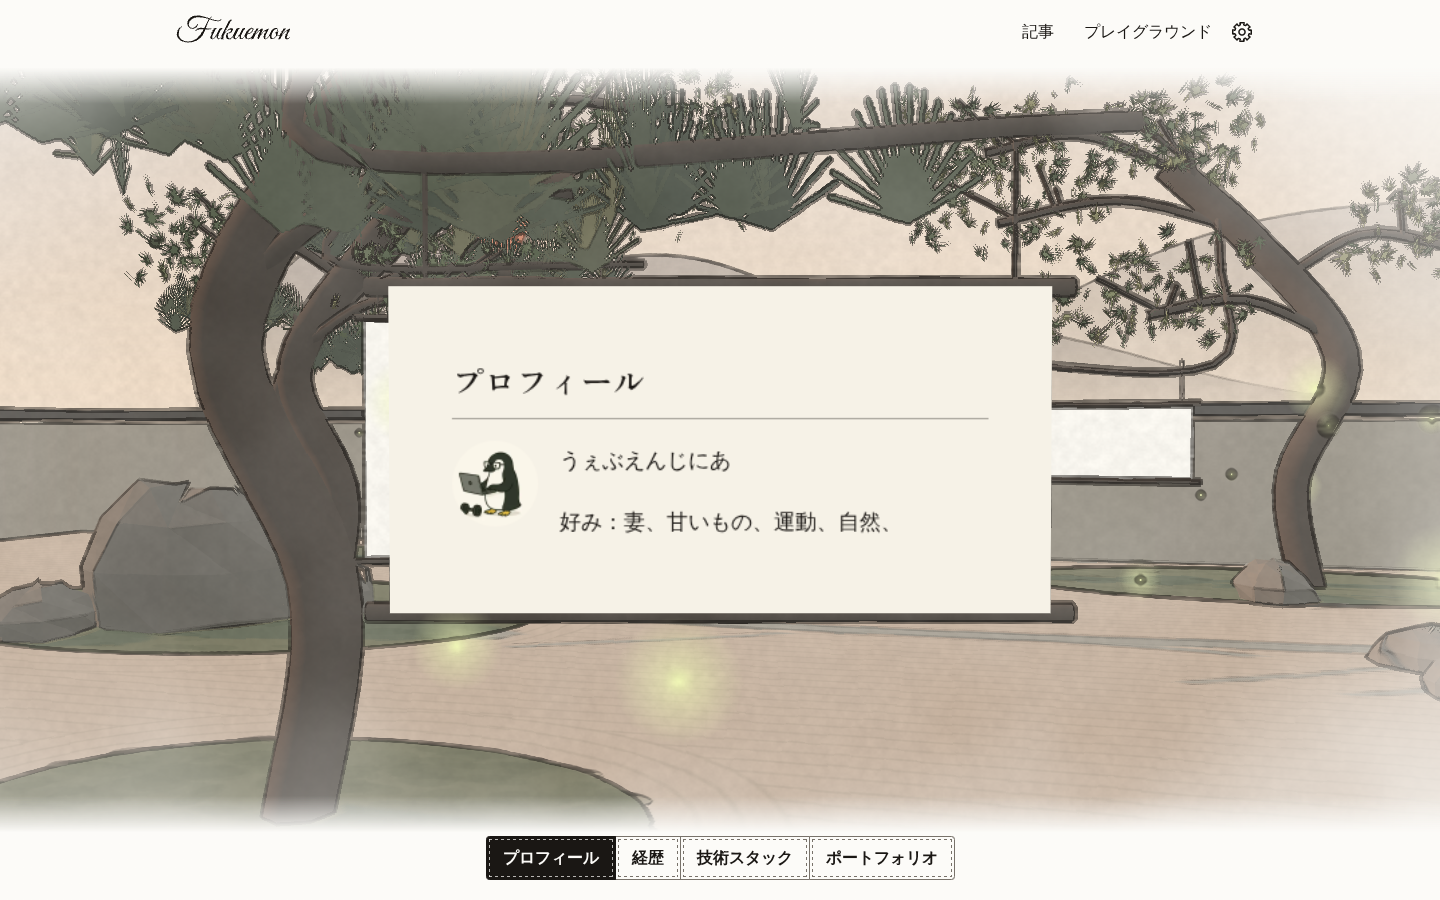 Fukuemon
記事
プレイグラウンド
プロフィール
うぇぶえんじにあ
好み：妻、甘いもの、運動、自然、
プロフィール
経歴
技術スタック
ポートフォリオ